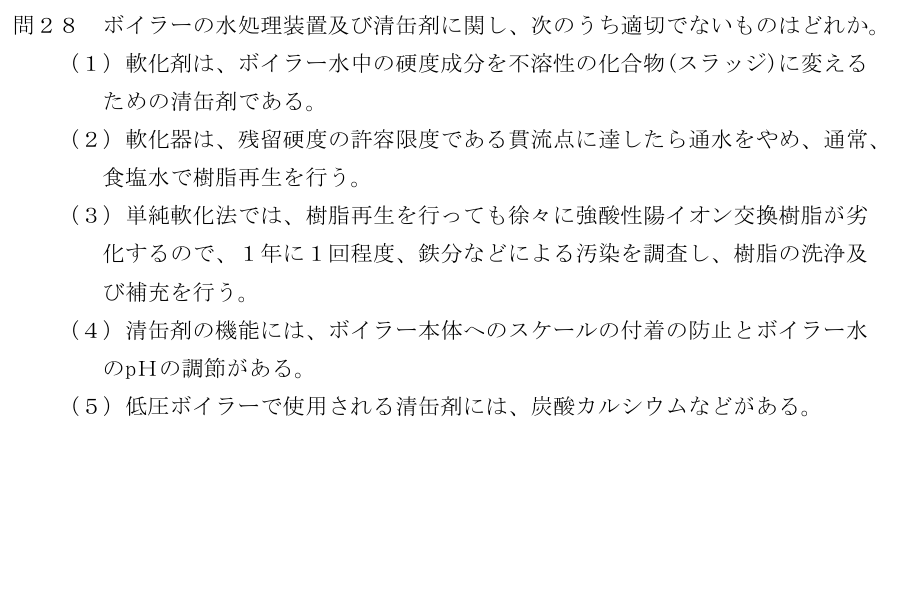 問２８　ボイラーの水処理装置及び清缶剤に関し、次のうち適切でないものはどれか。
（１）軟化剤は、ボイラー水中の硬度成分を不溶性の化合物(スラッジ)に変える
ための清缶剤である。
（２）軟化器は、残留硬度の許容限度である貫流点に達したら通水をやめ、通常、
食塩水で樹脂再生を行う。
（３）単純軟化法では、樹脂再生を行っても徐々に強酸性陽イオン交換樹脂が劣
化するので、１年に１回程度、鉄分などによる汚染を調査し、樹脂の洗浄及
び補充を行う。
（４）清缶剤の機能には、ボイラー本体へのスケールの付着の防止とボイラー水
のpＨの調節がある。
（５）低圧ボイラーで使用される清缶剤には、炭酸カルシウムなどがある。